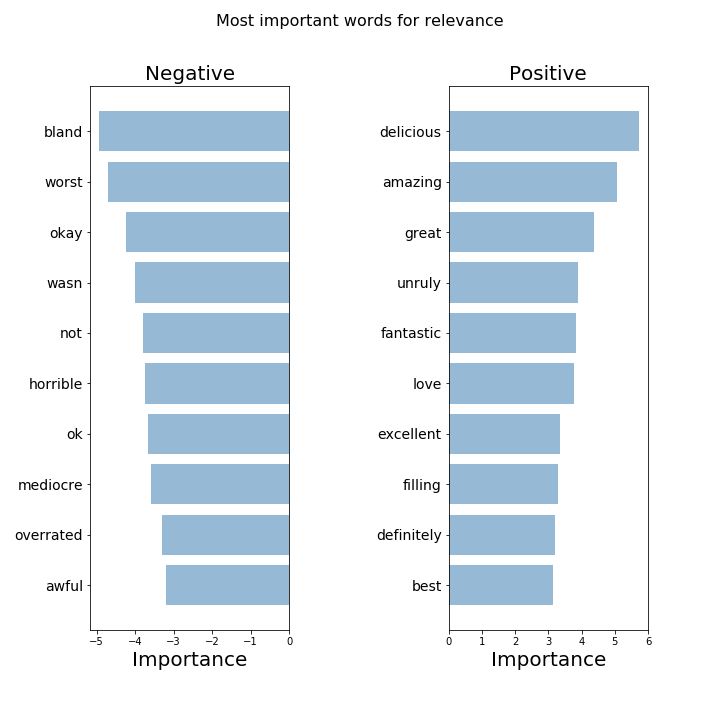 Most important words for relevance
Negative
bland
worst
okay
wasn
not
horrible
ok
mediocre
overrated
awful
−5 −4 −3 −2 −1 0
Importance
Positive
delicious
amazing
great
unruly
fantastic
love
excellent
filling
definitely
best
0 1 2 3 4 5 6
Importance